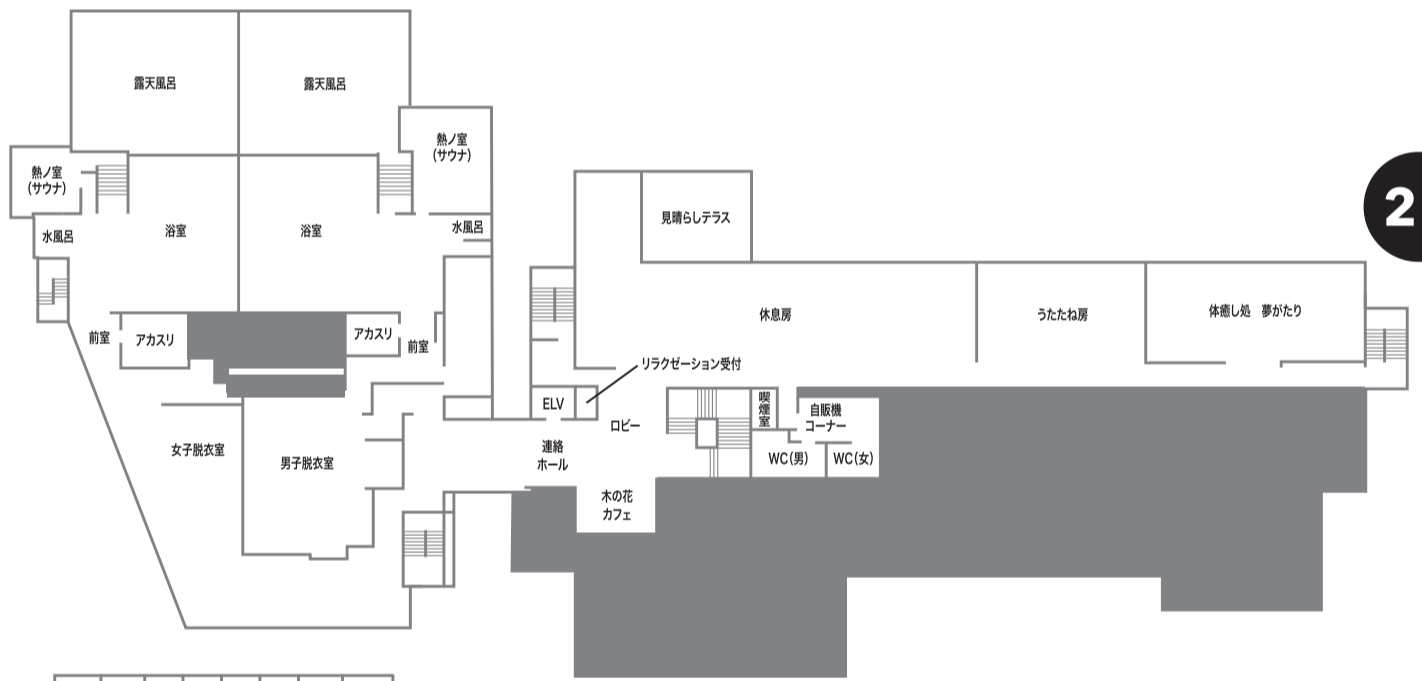 露天風呂
露天風呂
熱ノ室
(サウナ)
熱ノ室
(サウナ)
水風呂
浴室
浴室
水風呂
見晴らしテラス
2
前室
アカスリ
アカスリ
前室
休息房
うたたね房
体癒し処 夢がたり
リラクゼーション受付
ELV
ロビー
喫煙室
自販機
コーナー
女子脱衣室
男子脱衣室
連絡
ホール
WC(男)
WC(女)
木の花
カフェ